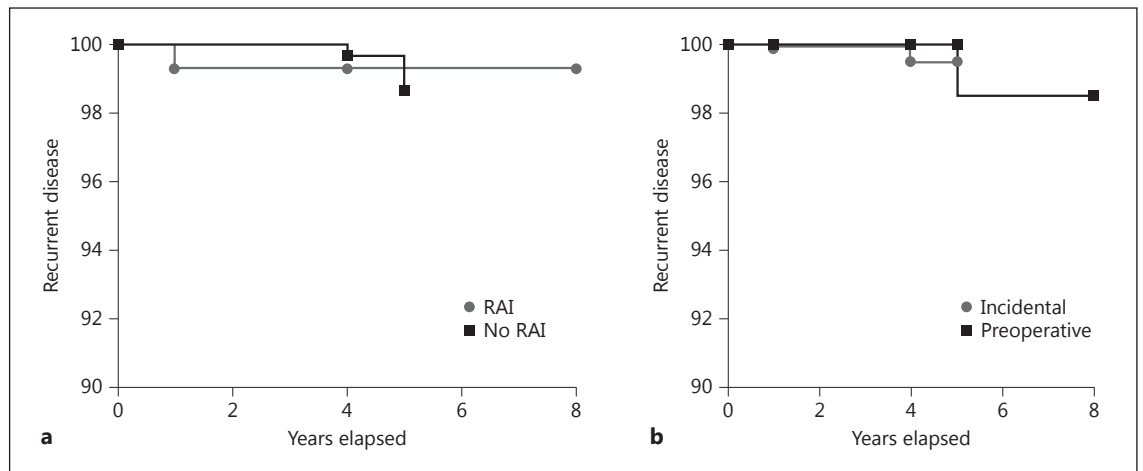 100
98
96
94
92
90
Recurrent disease
RAI
No RAI
0 2 4 6 8
Years elapsed
a
100
98
96
94
92
90
Recurrent disease
Incidental
Preoperative
0 2 4 6 8
Years elapsed
b